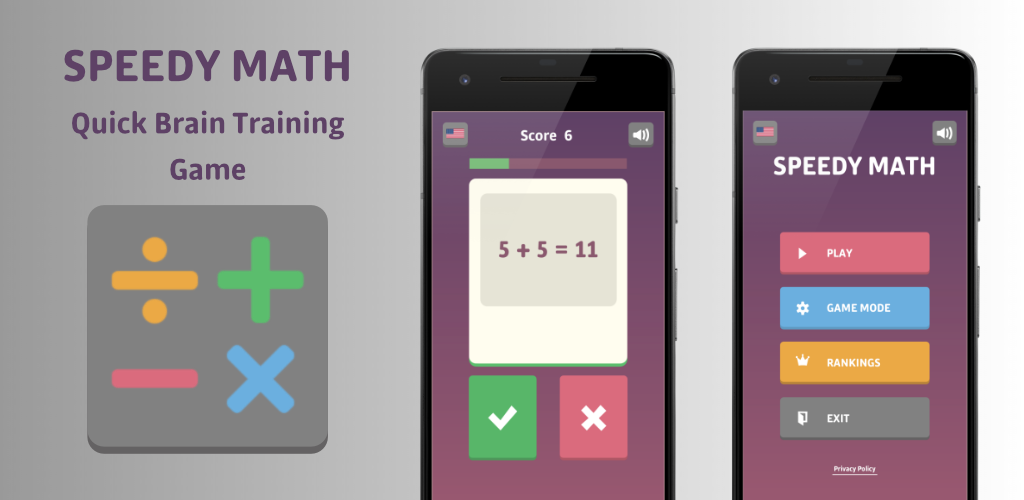 SPEEDY MATH
Quick Brain Training
Game
Score 6
5 + 5 = 11
SPEEDY MATH
PLAY
GAME MODE
RANKINGS
EXIT
Privacy Policy